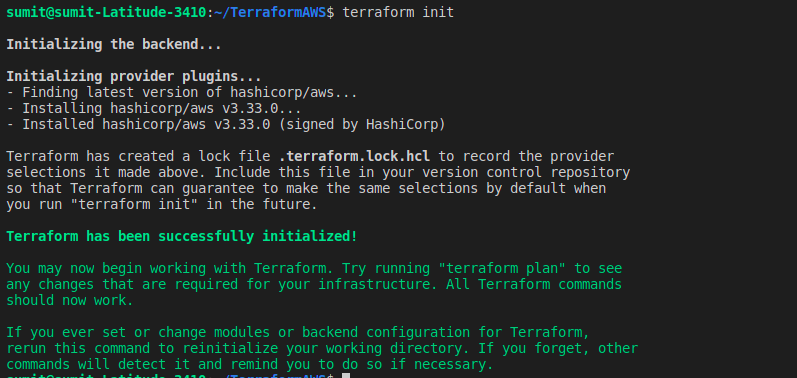 sumit@sumit-Latitude-3410:~/TerraformAWS$ terraform init
Initializing the backend...
Initializing provider plugins...
- Finding latest version of hashicorp/aws...
- Installing hashicorp/aws v3.33.0...
- Installed hashicorp/aws v3.33.0 (signed by HashiCorp)
Terraform has created a lock file .terraform.lock.hcl to record the provider
selections it made above. Include this file in your version control repository
so that Terraform can guarantee to make the same selections by default when
you run "terraform init" in the future.
Terraform has been successfully initialized!
You may now begin working with Terraform. Try running "terraform plan" to see
any changes that are required for your infrastructure. All Terraform commands
should now work.
If you ever set or change modules or backend configuration for Terraform,
rerun this command to reinitialize your working directory. If you forget, other
commands will detect it and remind you to do so if necessary.
sumit@sumit-Latitude-3410:~/TerraformAWS$